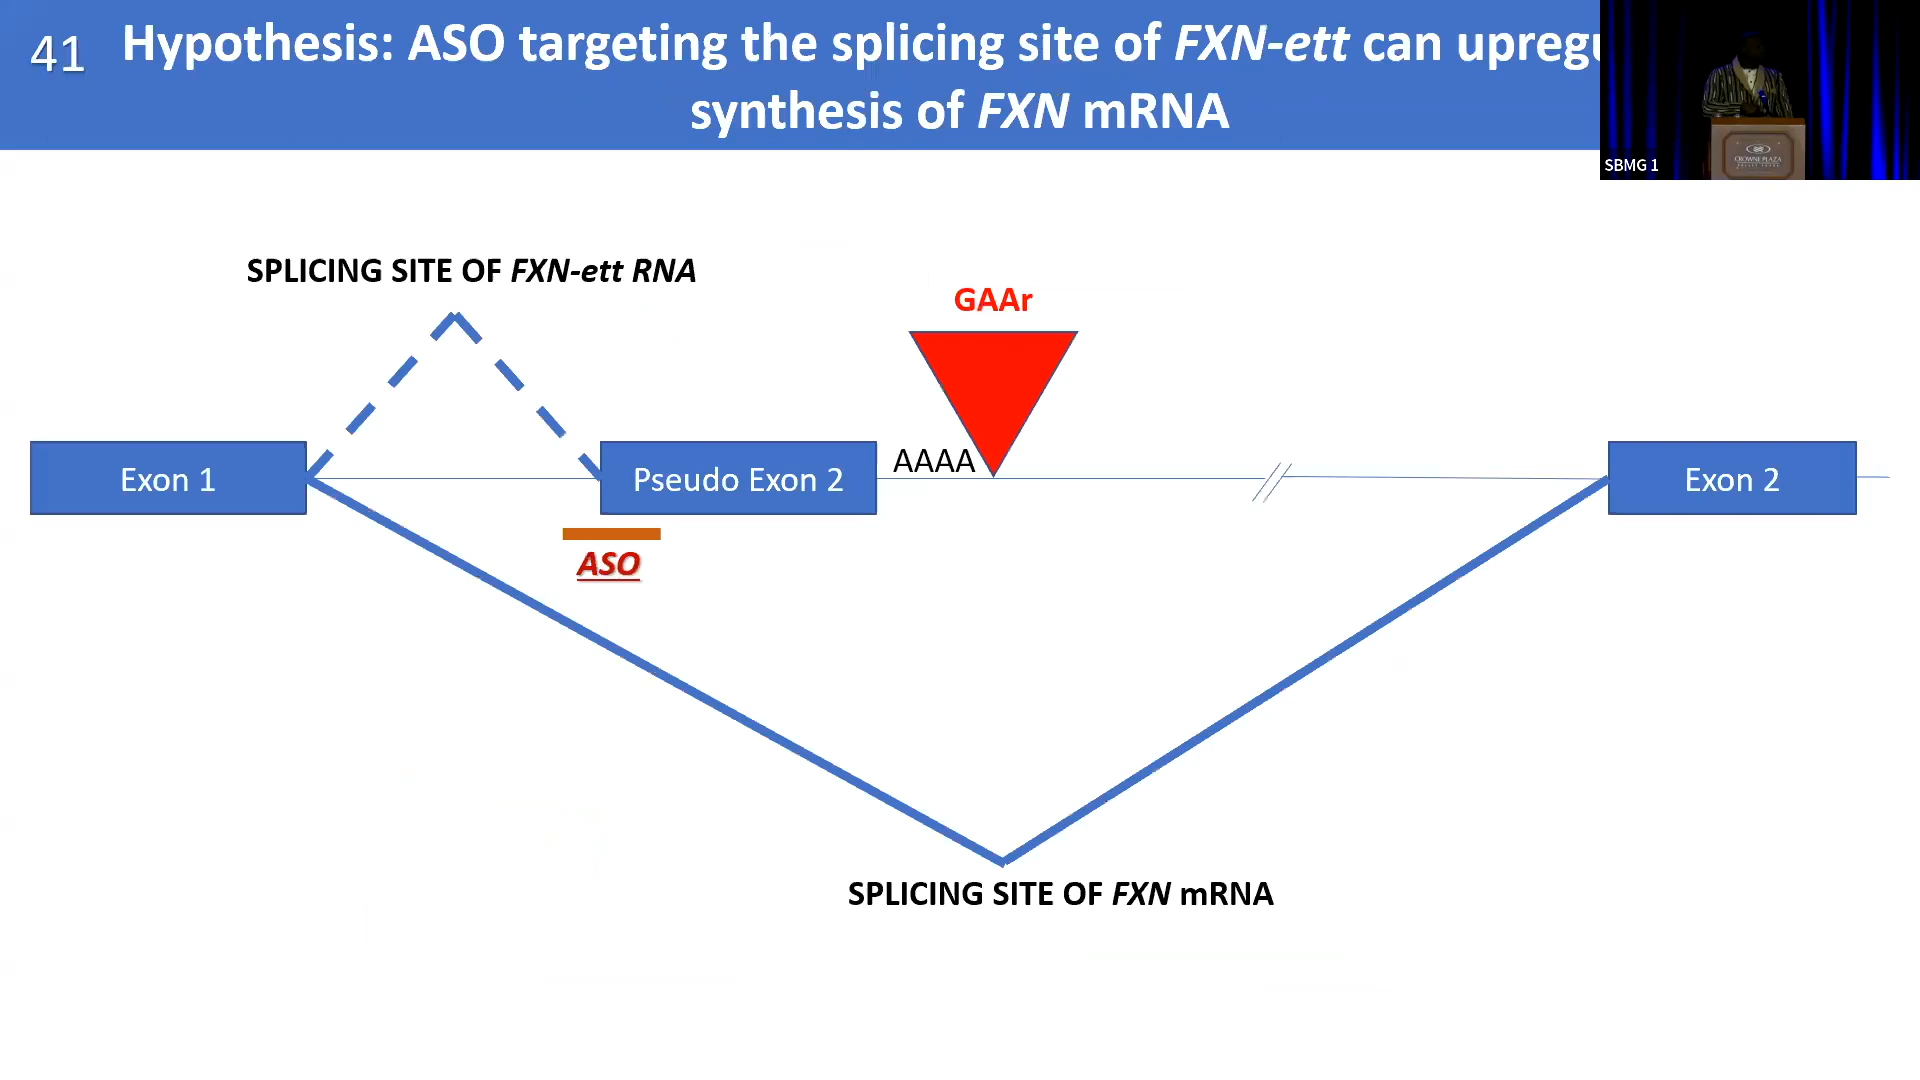 41
Hypothesis: ASO targeting the splicing site of FXN-ett can
synthesis of FXN mRNA
SBMG 1
CROWNE PLAZA
SPLICING SITE OF FXN-ett RNA
GAAr
AAAA
Exon 1
Pseudo Exon 2
Exon 2
ASO
SPLICING SITE OF FXN mRNA